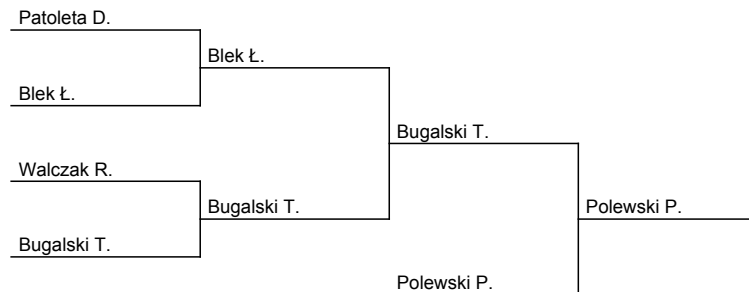 Patoleta D.
Blek Ł.
Blek Ł.
Bugalski T.
Walczak R.
Bugalski T.
Polewski P.
Bugalski T.
Polewski P.